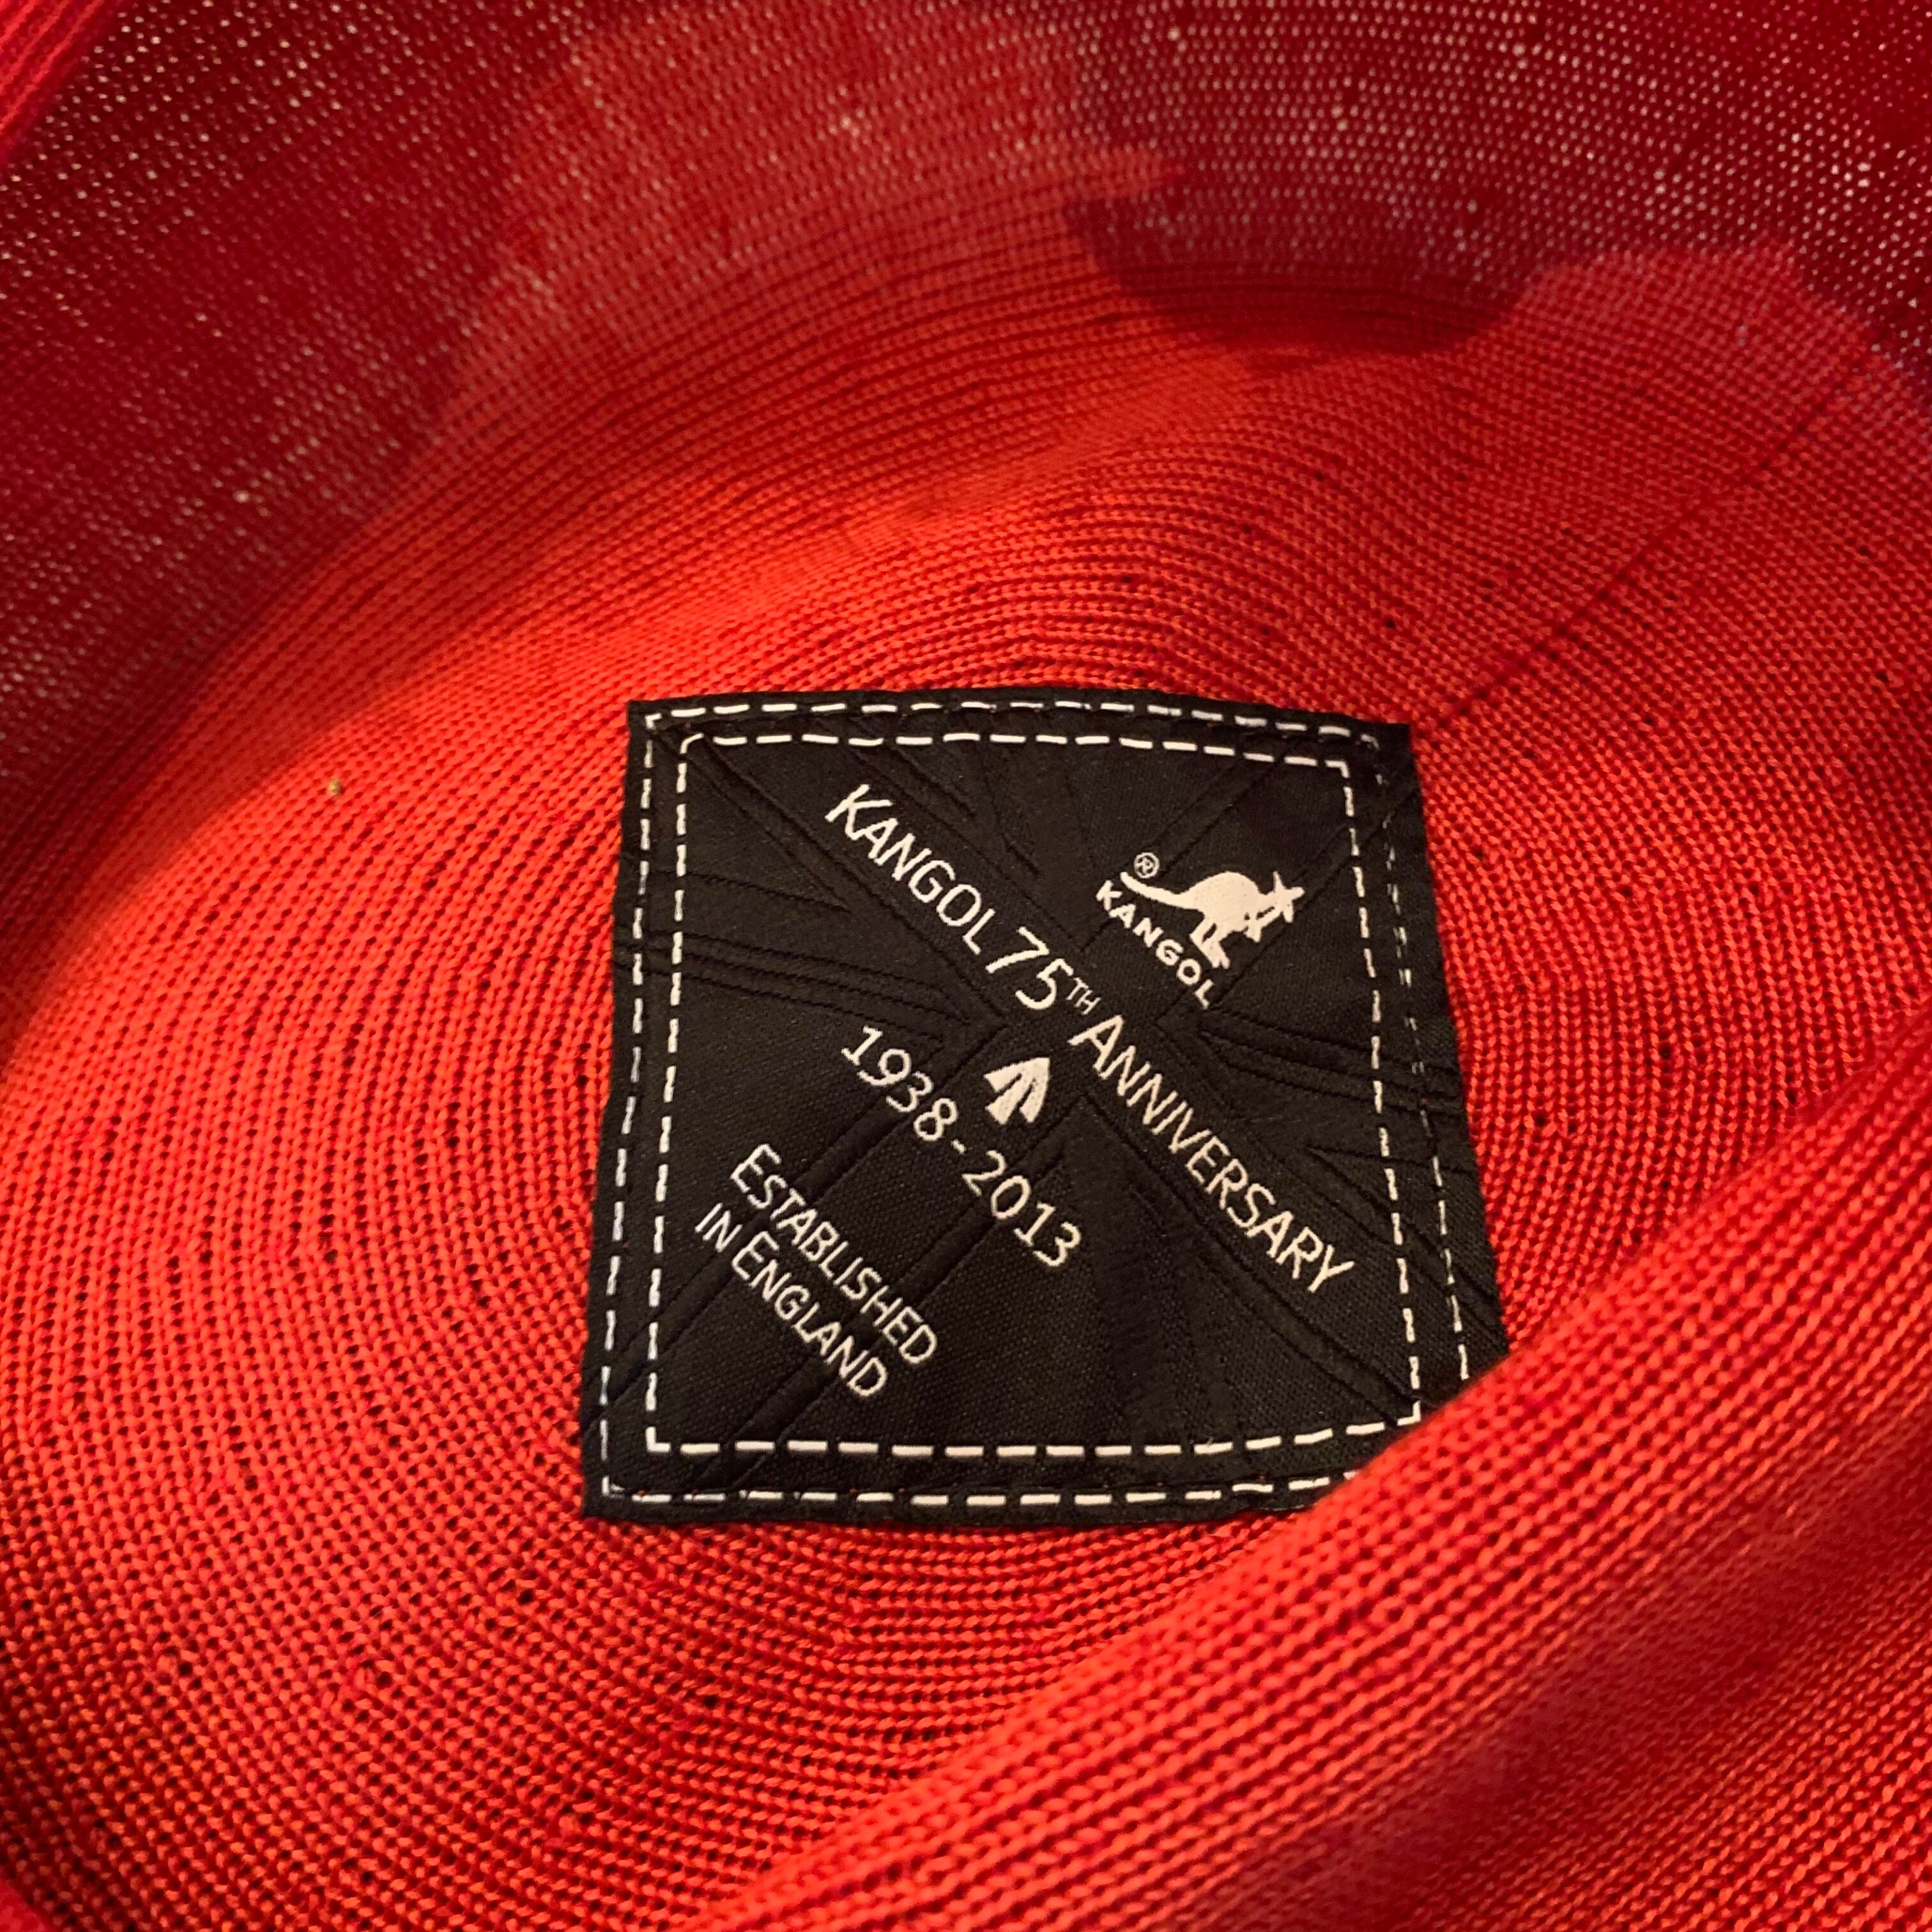 ®
KANGOL
KANGOL 75TH ANNIVERSARY
1938-2013
ESTABLISHED
IN ENGLAND